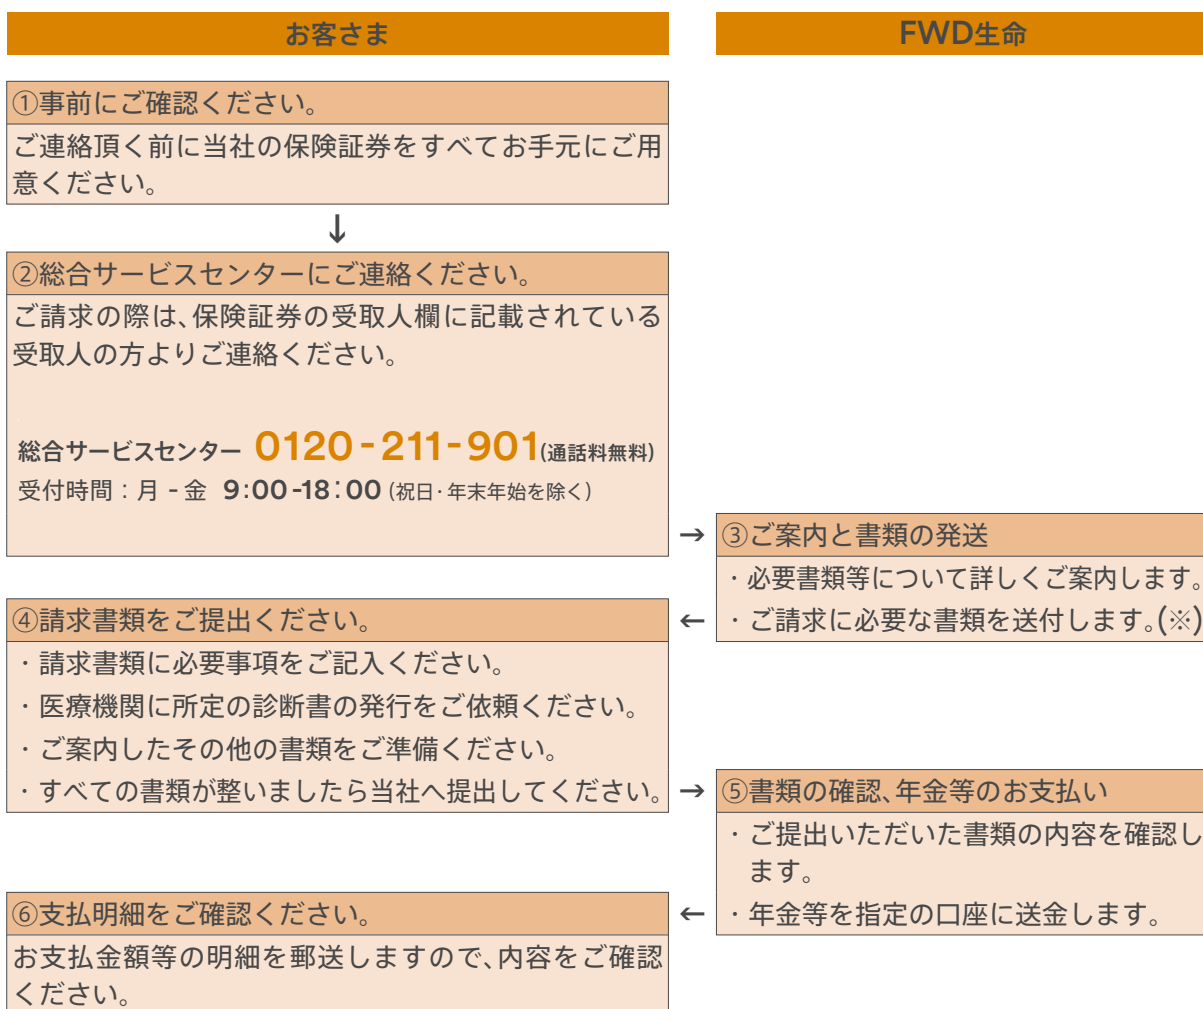 お客さま
FWD生命
①事前にご確認ください。
ご連絡頂く前に当社の保険証券をすべてお手元にご用
意ください。
↓
②総合サービスセンターにご連絡ください。
ご請求の際は、保険証券の受取人欄に記載されている
受取人の方よりご連絡ください。
総合サービスセンター 0120-211-901(通話料無料)
受付時間：月 - 金 9:00-18:00 (祝日・年末年始を除く)
→
③ご案内と書類の発送
・必要書類等について詳しくご案内します。
・ご請求に必要な書類を送付します。(※)
←
④請求書類をご提出ください。
・請求書類に必要事項をご記入ください。
・医療機関に所定の診断書の発行をご依頼ください。
・ご案内したその他の書類をご準備ください。
・すべての書類が整いましたら当社へ提出してください。
→
⑤書類の確認、年金等のお支払い
・ご提出いただいた書類の内容を確認し
ます。
・年金等を指定の口座に送金します。
←
⑥支払明細をご確認ください。
お支払金額等の明細を郵送しますので、内容をご確認
ください。